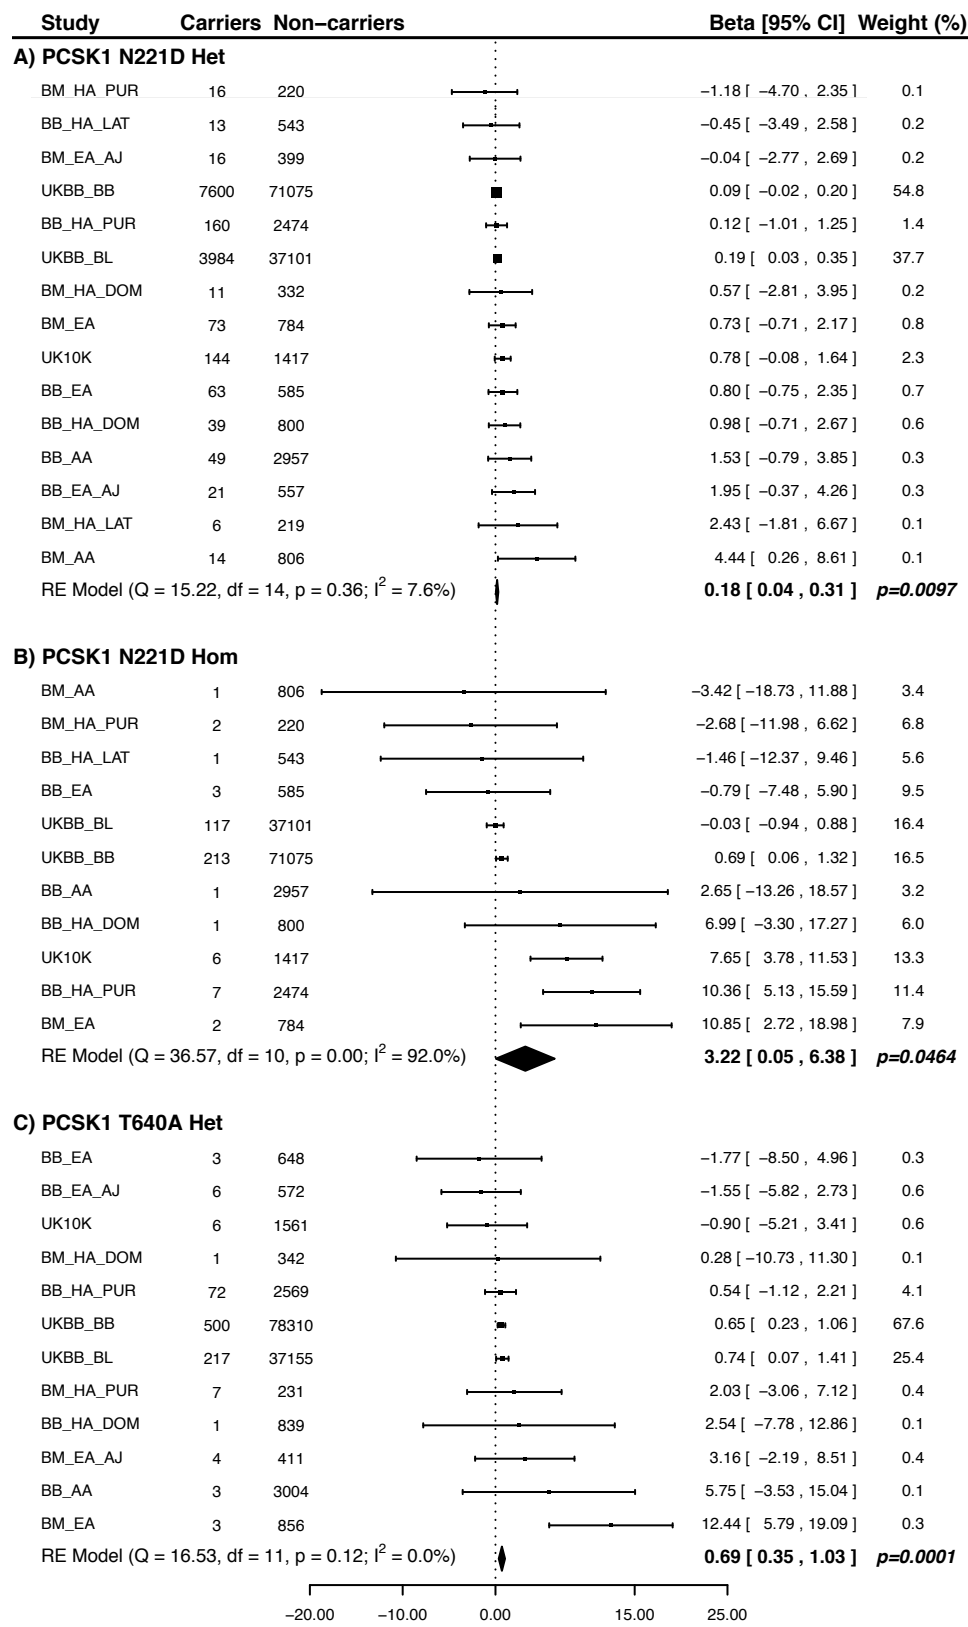 Study Carriers Non−carriers Beta [95% CI] Weight (%)
A) PCSK1 N221D Het
BM_HA_PUR 16 220 −1.18 [ −4.70 , 2.35 ] 0.1
BB_HA_LAT 13 543 −0.45 [ −3.49 , 2.58 ] 0.2
BM_EA_AJ 16 399 −0.04 [ −2.77 , 2.69 ] 0.2
UKBB_BB 7600 71075 0.09 [ −0.02 , 0.20 ] 54.8
BB_HA_PUR 160 2474 0.12 [ −1.01 , 1.25 ] 1.4
UKBB_BL 3984 37101 0.19 [ 0.03 , 0.35 ] 37.7
BM_HA_DOM 11 332 0.57 [ −2.81 , 3.95 ] 0.2
BM_EA 73 784 0.73 [ −0.71 , 2.17 ] 0.8
UK10K 144 1417 0.78 [ −0.08 , 1.64 ] 2.3
BB_EA 63 585 0.80 [ −0.75 , 2.35 ] 0.7
BB_HA_DOM 39 800 0.98 [ −0.71 , 2.67 ] 0.6
BB_AA 49 2957 1.53 [ −0.79 , 3.85 ] 0.3
BB_EA_AJ 21 557 1.95 [ −0.37 , 4.26 ] 0.3
BM_HA_LAT 6 219 2.43 [ −1.81 , 6.67 ] 0.1
BM_AA 14 806 4.44 [ 0.26 , 8.61 ] 0.1
RE Model (Q = 15.22, df = 14, p = 0.36; I² = 7.6%) 0.18 [ 0.04 , 0.31 ] p=0.0097
B) PCSK1 N221D Hom
BM_AA 1 806 −3.42 [ −18.73 , 11.88 ] 3.4
BM_HA_PUR 2 220 −2.68 [ −11.98 , 6.62 ] 6.8
BB_HA_LAT 1 543 −1.46 [ −12.37 , 9.46 ] 5.6
BB_EA 3 585 −0.79 [ −7.48 , 5.90 ] 9.5
UKBB_BL 117 37101 −0.03 [ −0.94 , 0.88 ] 16.4
UKBB_BB 213 71075 0.69 [ 0.06 , 1.32 ] 16.5
BB_AA 1 2957 2.65 [ −13.26 , 18.57 ] 3.2
BB_HA_DOM 1 800 6.99 [ −3.30 , 17.27 ] 6.0
UK10K 6 1417 7.65 [ 3.78 , 11.53 ] 13.3
BB_HA_PUR 7 2474 10.36 [ 5.13 , 15.59 ] 11.4
BM_EA 2 784 10.85 [ 2.72 , 18.98 ] 7.9
RE Model (Q = 36.57, df = 10, p = 0.00; I² = 92.0%) 3.22 [ 0.05 , 6.38 ] p=0.0464
C) PCSK1 T640A Het
BB_EA 3 648 −1.77 [ −8.50 , 4.96 ] 0.3
BB_EA_AJ 6 572 −1.55 [ −5.82 , 2.73 ] 0.6
UK10K 6 1561 −0.90 [ −5.21 , 3.41 ] 0.6
BM_HA_DOM 1 342 0.28 [ −10.73 , 11.30 ] 0.1
BB_HA_PUR 72 2569 0.54 [ −1.12 , 2.21 ] 4.1
UKBB_BB 500 78310 0.65 [ 0.23 , 1.06 ] 67.6
UKBB_BL 217 37155 0.74 [ 0.07 , 1.41 ] 25.4
BM_HA_PUR 7 231 2.03 [ −3.06 , 7.12 ] 0.4
BB_HA_DOM 1 839 2.54 [ −7.78 , 12.86 ] 0.1
BM_EA_AJ 4 411 3.16 [ −2.19 , 8.51 ] 0.4
BB_AA 3 3004 5.75 [ −3.53 , 15.04 ] 0.1
BM_EA 3 856 12.44 [ 5.79 , 19.09 ] 0.3
RE Model (Q = 16.53, df = 11, p = 0.12; I² = 0.0%) 0.69 [ 0.35 , 1.03 ] p=0.0001
−20.00 −10.00 0.00 15.00 25.00